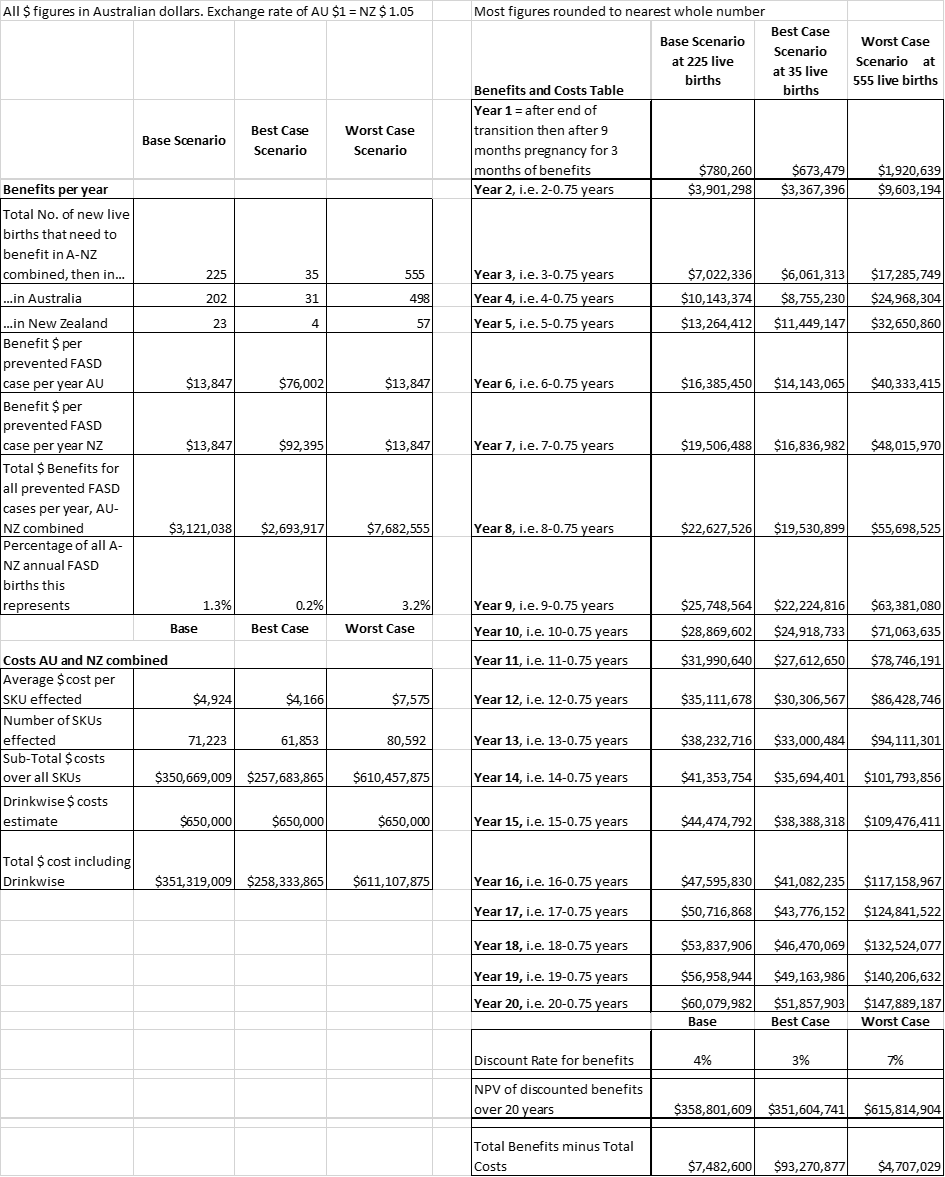 All $ figures in Australian dollars. Exchange rate of AU $1 = NZ $ 1.05
Base Scenario
Best Case
Scenario
Worst Case
Scenario
Benefits per year
Total No. of new live
births that need to
benefit in A-NZ
combined, then in... 225 35 555
...in Australia 202 31 498
...in New Zealand 23 4 57
Benefit $ per
prevented FASD
case per year AU $13,847 $76,002 $13,847
Benefit $ per
prevented FASD
case per year NZ $13,847 $92,395 $13,847
Total $ Benefits for
all prevented FASD
cases per year, AU-
NZ combined $3,121,038 $2,693,917 $7,682,555
Percentage of all A-
NZ annual FASD
births this
represents 1.3% 0.2% 3.2%
Base Best Case Worst Case
Costs AU and NZ combined
Average $ cost per
SKU effected $4,924 $4,166 $7,575
Number of SKUs
effected 71,223 61,853 80,592
Sub-Total $ costs
over all SKUs $350,669,009 $257,683,865 $610,457,875
Drinkwise $ costs
estimate $650,000 $650,000 $650,000
Total $ cost including
Drinkwise $351,319,009 $258,333,865 $611,107,875
Most figures rounded to nearest whole number
Benefits and Costs Table
Base Scenario
at 225 live
births
Best Case
Scenario
at 35 live
births
Worst Case
Scenario at
555 live births
Year 1 = after end of
transition then after 9
months pregnancy for 3
months of benefits $780,260 $673,479 $1,920,639
Year 2, i.e. 2-0.75 years $3,901,298 $3,367,396 $9,603,194
Year 3, i.e. 3-0.75 years $7,022,336 $6,061,313 $17,285,749
Year 4, i.e. 4-0.75 years $10,143,374 $8,755,230 $24,968,304
Year 5, i.e. 5-0.75 years $13,264,412 $11,449,147 $32,650,860
Year 6, i.e. 6-0.75 years $16,385,450 $14,143,065 $40,333,415
Year 7, i.e. 7-0.75 years $19,506,488 $16,836,982 $48,015,970
Year 8, i.e. 8-0.75 years $22,627,526 $19,530,899 $55,698,525
Year 9, i.e. 9-0.75 years $25,748,564 $22,224,816 $63,381,080
Year 10, i.e. 10-0.75 years $28,869,602 $24,918,733 $71,063,635
Year 11, i.e. 11-0.75 years $31,990,640 $27,612,650 $78,746,191
Year 12, i.e. 12-0.75 years $35,111,678 $30,306,567 $86,428,746
Year 13, i.e. 13-0.75 years $38,232,716 $33,000,484 $94,111,301
Year 14, i.e. 14-0.75 years $41,353,754 $35,694,401 $101,793,856
Year 15, i.e. 15-0.75 years $44,474,792 $38,388,318 $109,476,411
Year 16, i.e. 16-0.75 years $47,595,830 $41,082,235 $117,158,967
Year 17, i.e. 17-0.75 years $50,716,868 $43,776,152 $124,841,522
Year 18, i.e. 18-0.75 years $53,837,906 $46,470,069 $132,524,077
Year 19, i.e. 19-0.75 years $56,958,944 $49,163,986 $140,206,632
Year 20, i.e. 20-0.75 years $60,079,982 $51,857,903 $147,889,187
Base Best Case Worst Case
Discount Rate for benefits 4% 3% 7%
NPV of discounted benefits
over 20 years $358,801,609 $351,604,741 $615,814,904
Total Benefits minus Total
Costs $7,482,600 $93,270,877 $4,707,029